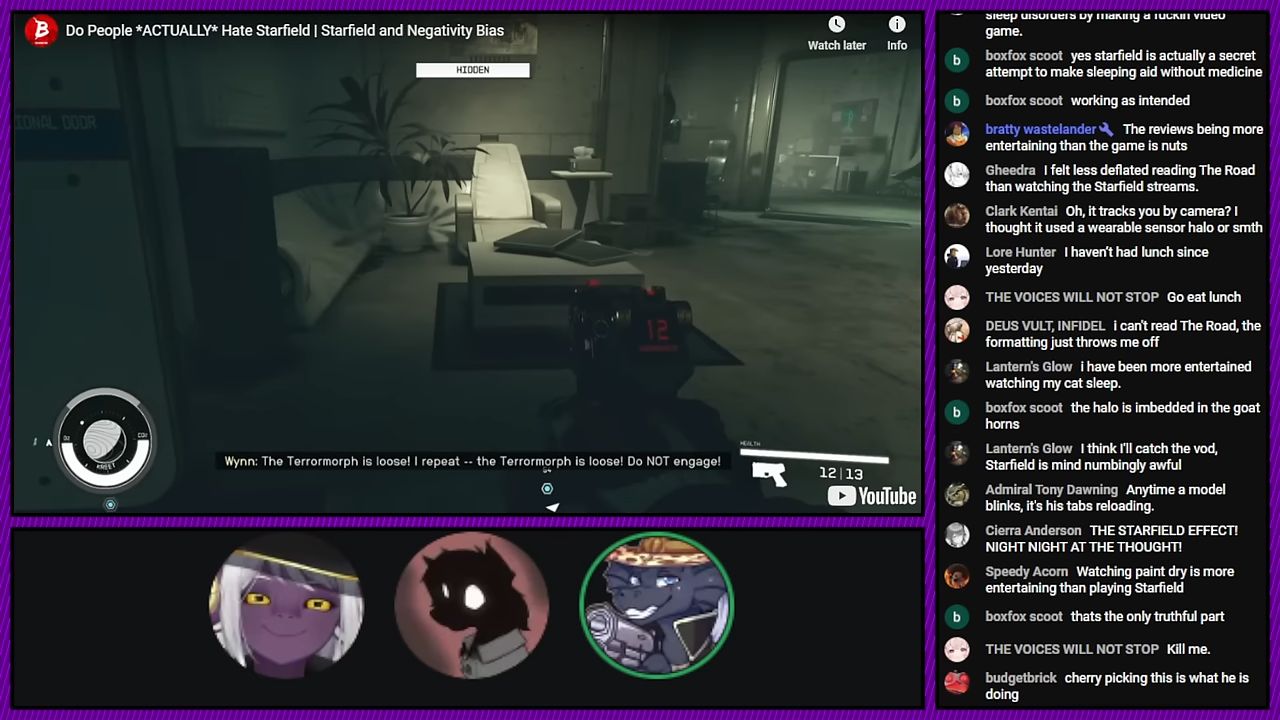 Do People *ACTUALLY* Hate Starfield | Starfield and Negativity Bias
Watch later
Info
HIDDEN
IONAL DOOR
12
O2
CO2
KREET
Wynn: The Terrormorph is loose! I repeat -- the Terrormorph is loose! Do NOT engage!
HEALTH
12|13
YouTube
sleep disorders by making a fuckin video
game.
b
boxfox scoot yes starfield is actually a secret
attempt to make sleeping aid without medicine
b
boxfox scoot working as intended
bratty wastelander The reviews being more
entertaining than the game is nuts
Gheedra I felt less deflated reading The Road
than watching the Starfield streams.
Clark Kentai Oh, it tracks you by camera? I
thought it used a wearable sensor halo or smth
Lore Hunter I haven't had lunch since
yesterday
THE VOICES WILL NOT STOP Go eat lunch
DEUS VULT, INFIDEL i can't read The Road, the
formatting just throws me off
Lantern's Glow i have been more entertained
watching my cat sleep.
b
boxfox scoot the halo is imbedded in the goat
horns
Lantern's Glow I think I'll catch the vod,
Starfield is mind numbingly awful
Admiral Tony Dawning Anytime a model
blinks, it's his tabs reloading.
Cierra Anderson THE STARFIELD EFFECT!
NIGHT NIGHT AT THE THOUGHT!
Speedy Acorn Watching paint dry is more
entertaining than playing Starfield
b
boxfox scoot thats the only truthful part
THE VOICES WILL NOT STOP Kill me.
budgetbrick cherry picking this is what he is
doing